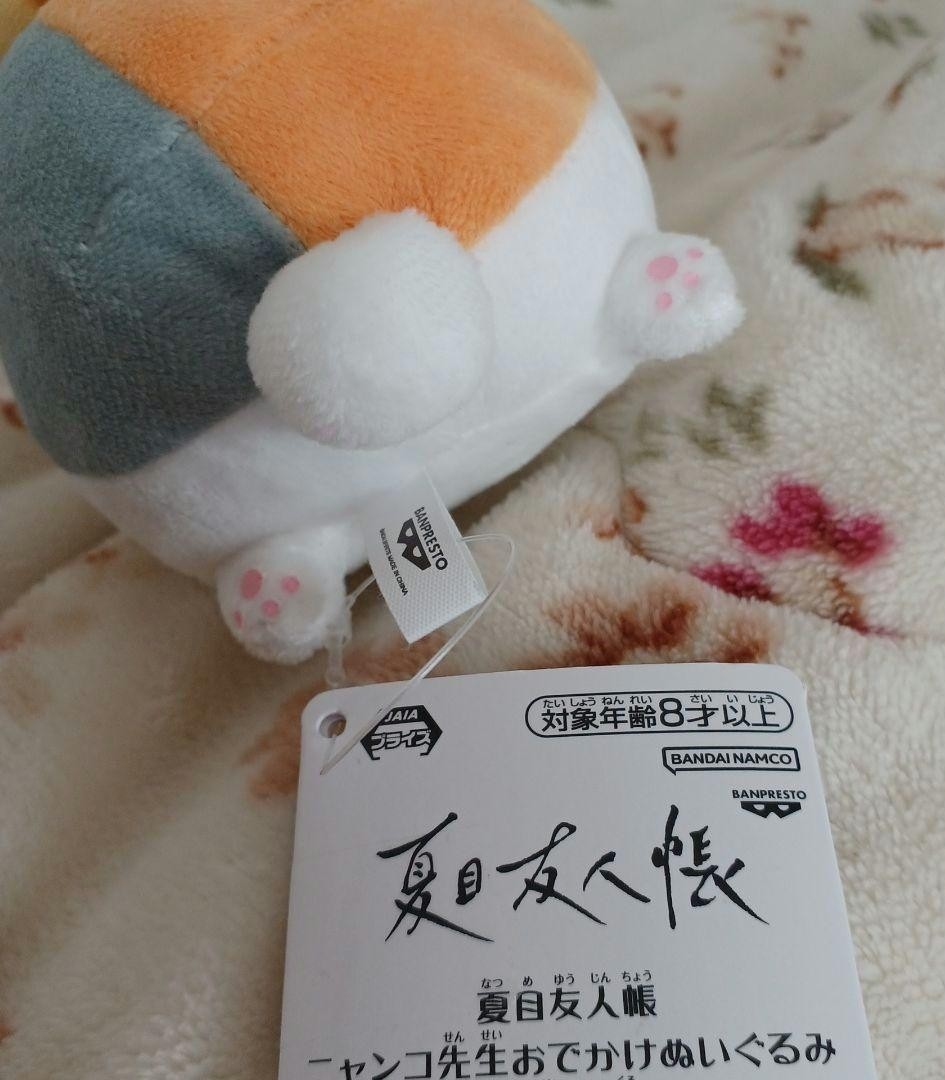 BANPRESTO
MADE IN CHINA
JAIA
プライズ
たいしょうねんれい さいいじょう
対象年齢8才以上
BANDAI NAMCO
BANPRESTO
夏目友人帳
なつめゆうじんちょう
夏目友人帳
せんせい
ニャンコ先生おでかけぬいぐるみ